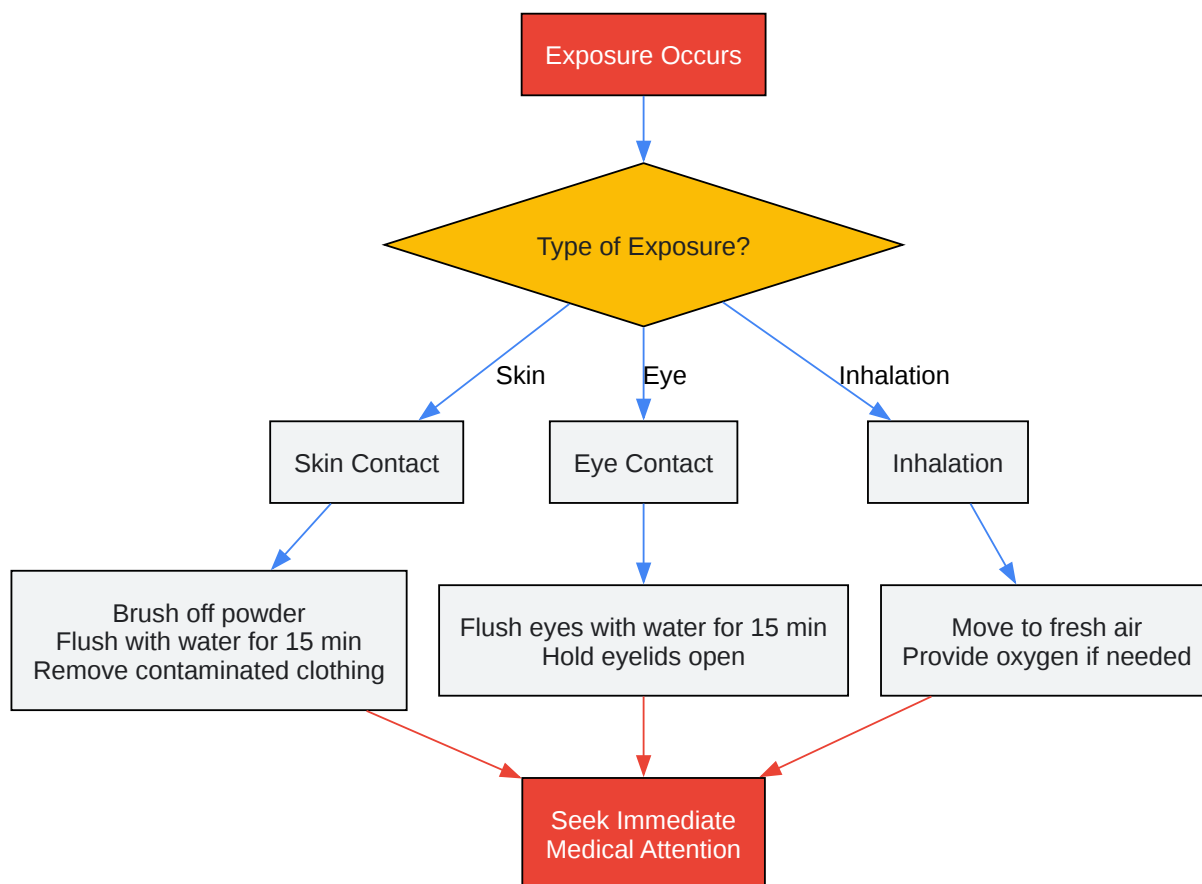 Exposure Occurs
Type of Exposure?
Skin
Eye
Inhalation
Skin Contact
Eye Contact
Inhalation
Brush off powder
Flush with water for 15 min
Remove contaminated clothing
Flush eyes with water for 15 min
Hold eyelids open
Move to fresh air
Provide oxygen if needed
Seek Immediate
Medical Attention